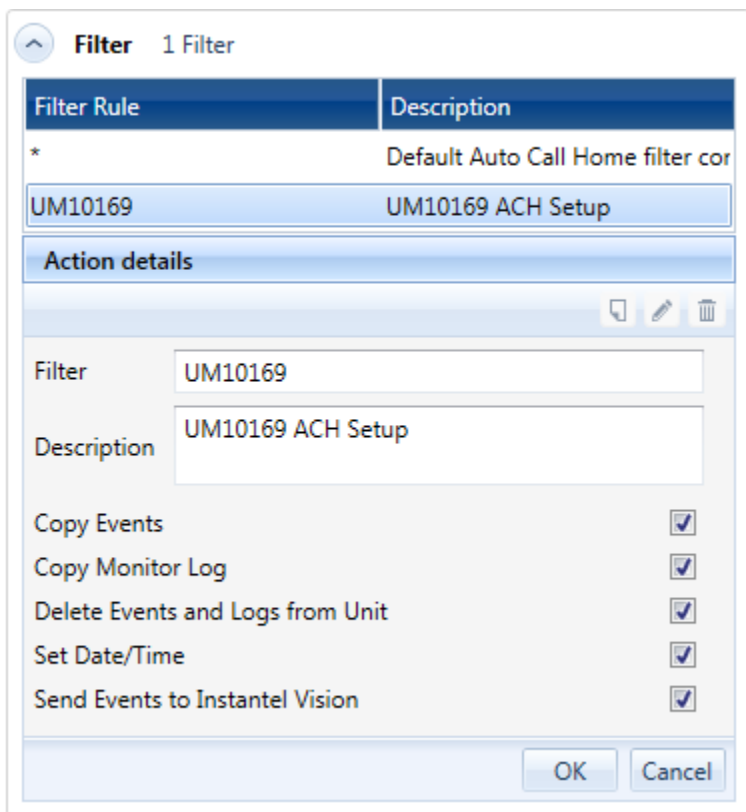 Filter 1 Filter
Filter Rule Description
* Default Auto Call Home filter cor
UM10169 UM10169 ACH Setup
Action details
Filter UM10169
Description UM10169 ACH Setup
Copy Events
Copy Monitor Log
Delete Events and Logs from Unit
Set Date/Time
Send Events to Instantel Vision
OK Cancel